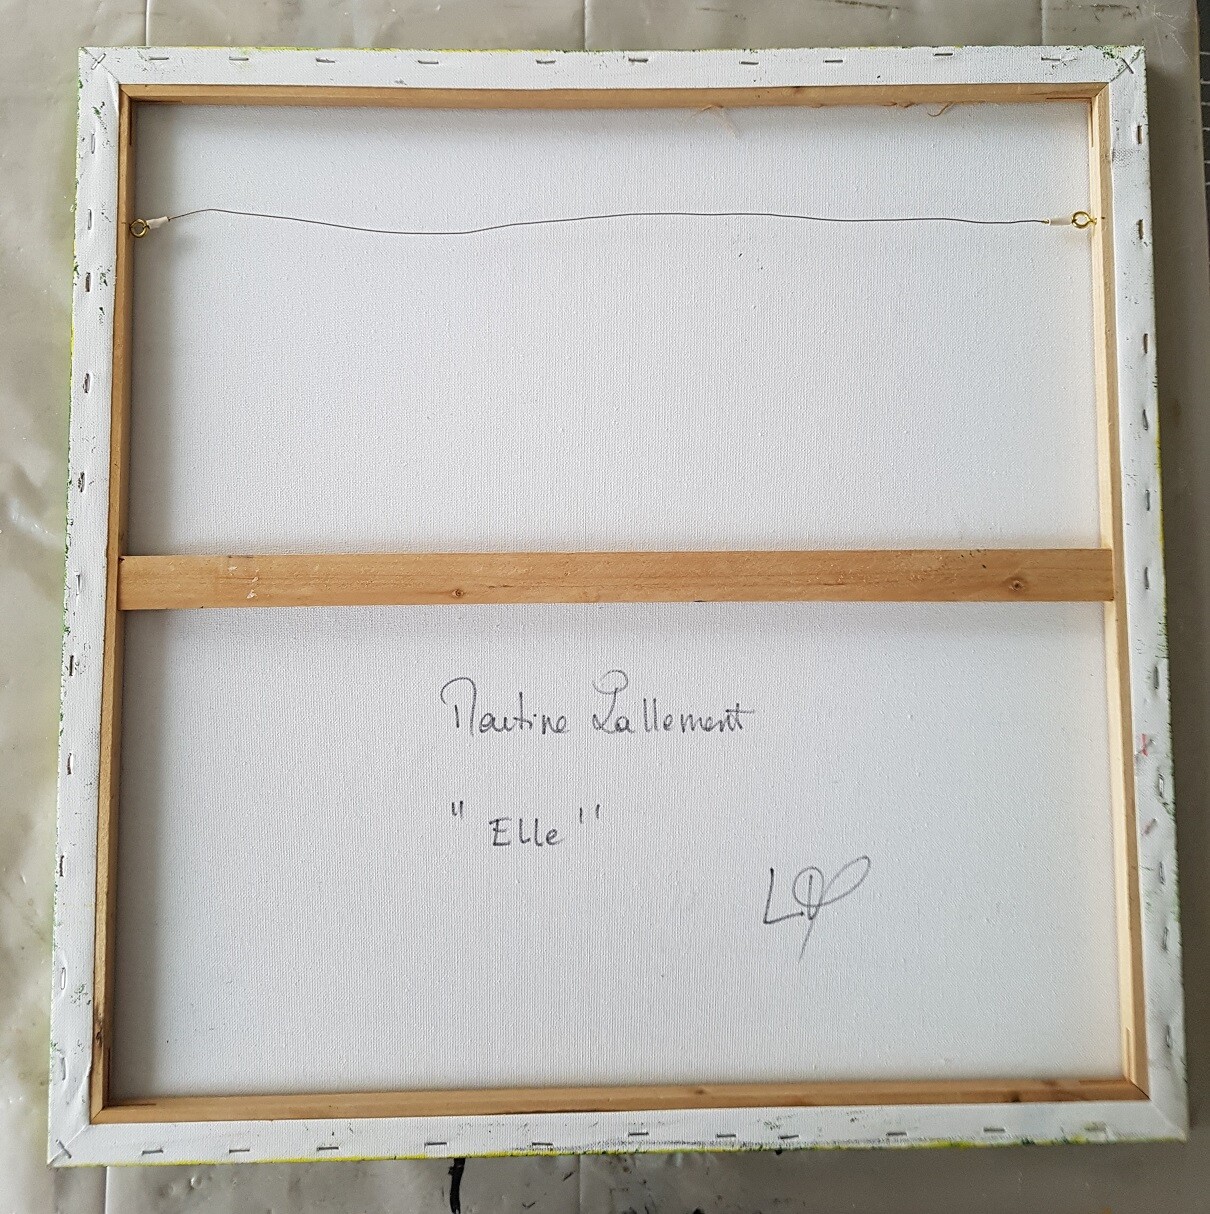 Martine Lallement
" Elle "